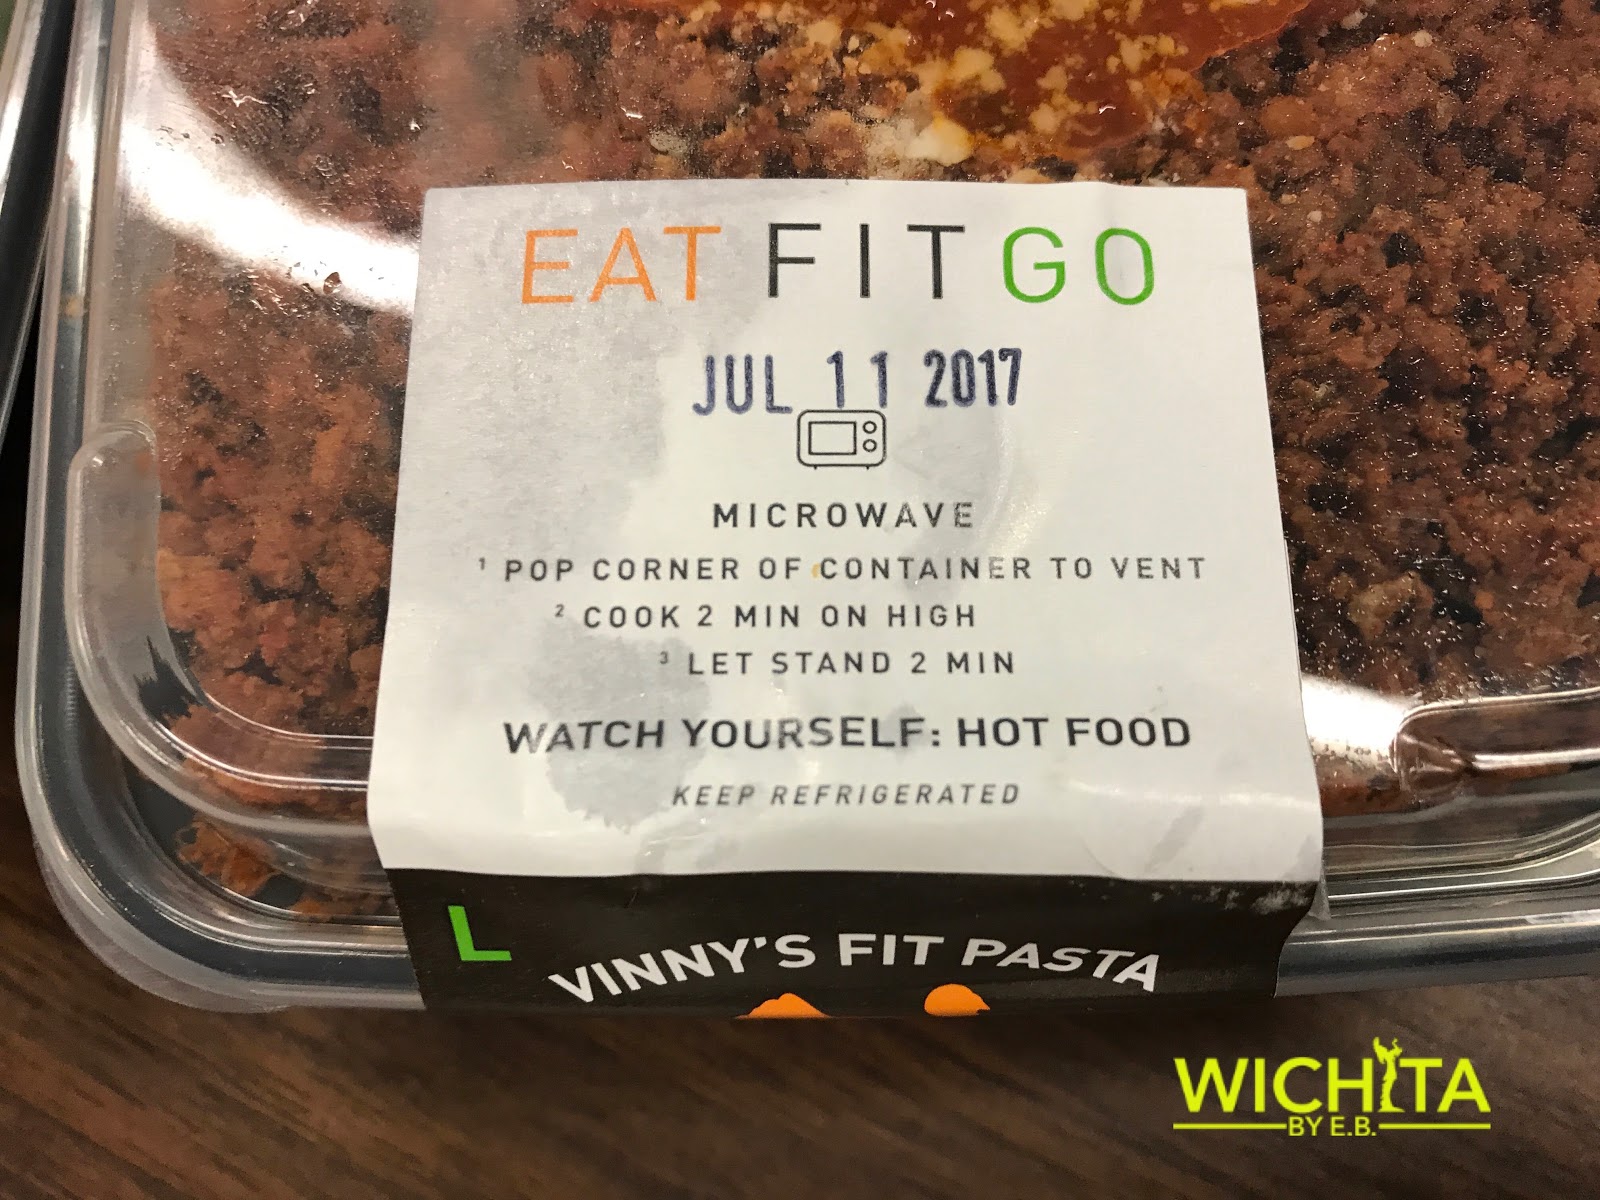 EAT FIT GO
JUL 11 2017
MICROWAVE
1 POP CORNER OF CONTAINER TO VENT
2 COOK 2 MIN ON HIGH
3 LET STAND 2 MIN
WATCH YOURSELF: HOT FOOD
KEEP REFRIGERATED
L
VINNY'S FIT PASTA
WICHITA
BY E.B.